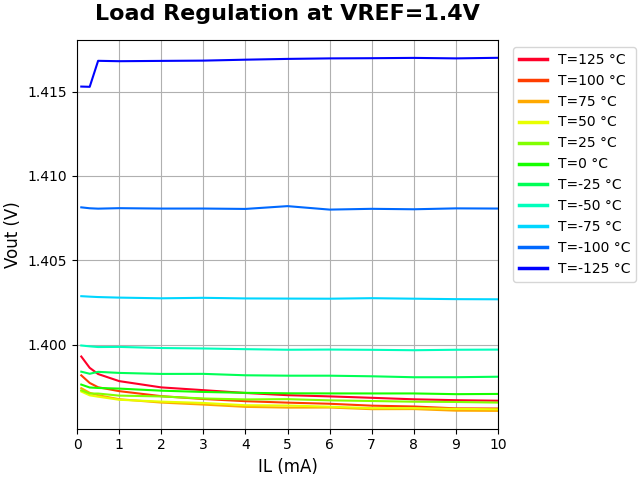 Load Regulation at VREF=1.4V
Vout (V)
1.415
1.410
1.405
1.400
0 1 2 3 4 5 6 7 8 9 10
IL (mA)
T=125 °C
T=100 °C
T=75 °C
T=50 °C
T=25 °C
T=0 °C
T=-25 °C
T=-50 °C
T=-75 °C
T=-100 °C
T=-125 °C